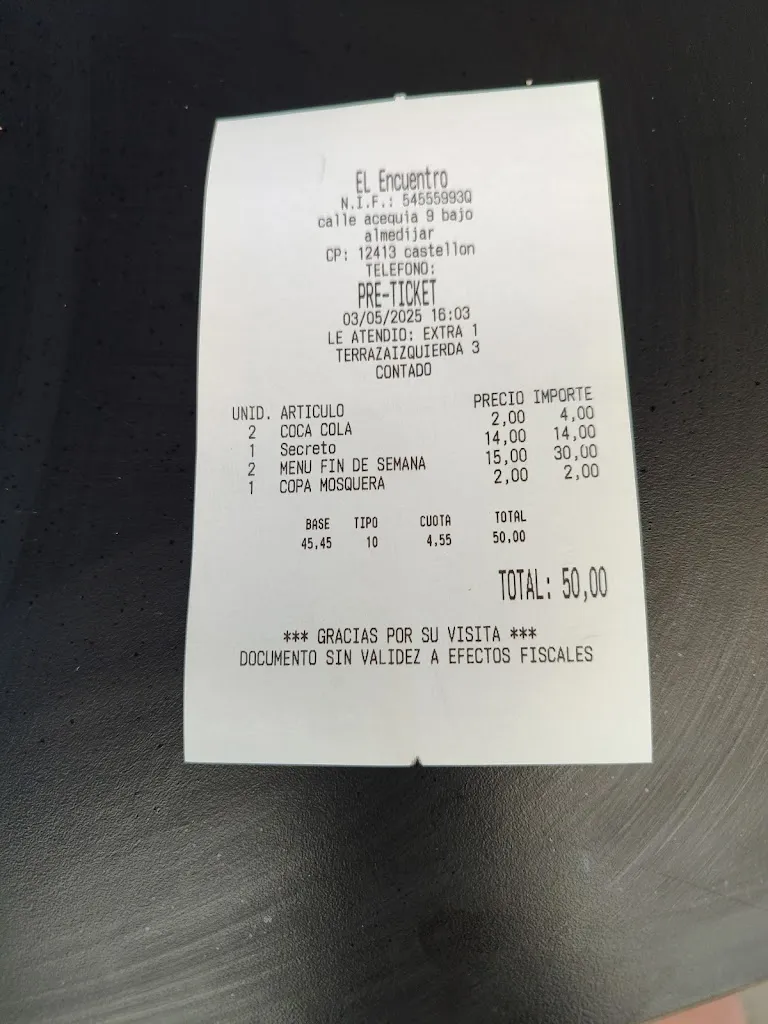 EL Encuentro
N.I.F.: 54555993Q
calle acequia 9 bajo
almedijar
CP: 12413 castellon
TELEFONO:
PRE-TICKET
03/05/2025 16:03
LE ATENDIO: EXTRA 1
TERRAZAIZQUIERDA 3
CONTADO
UNID. ARTICULO PRECIO IMPORTE
2 COCA COLA 2,00 4,00
1 Secreto 14,00 14,00
2 MENU FIN DE SEMANA 15,00 30,00
1 COPA MOSQUERA 2,00 2,00
BASE TIPO CUOTA TOTAL
45,45 10 4,55 50,00
TOTAL: 50,00
*** GRACIAS POR SU VISITA ***
DOCUMENTO SIN VALIDEZ A EFECTOS FISCALES